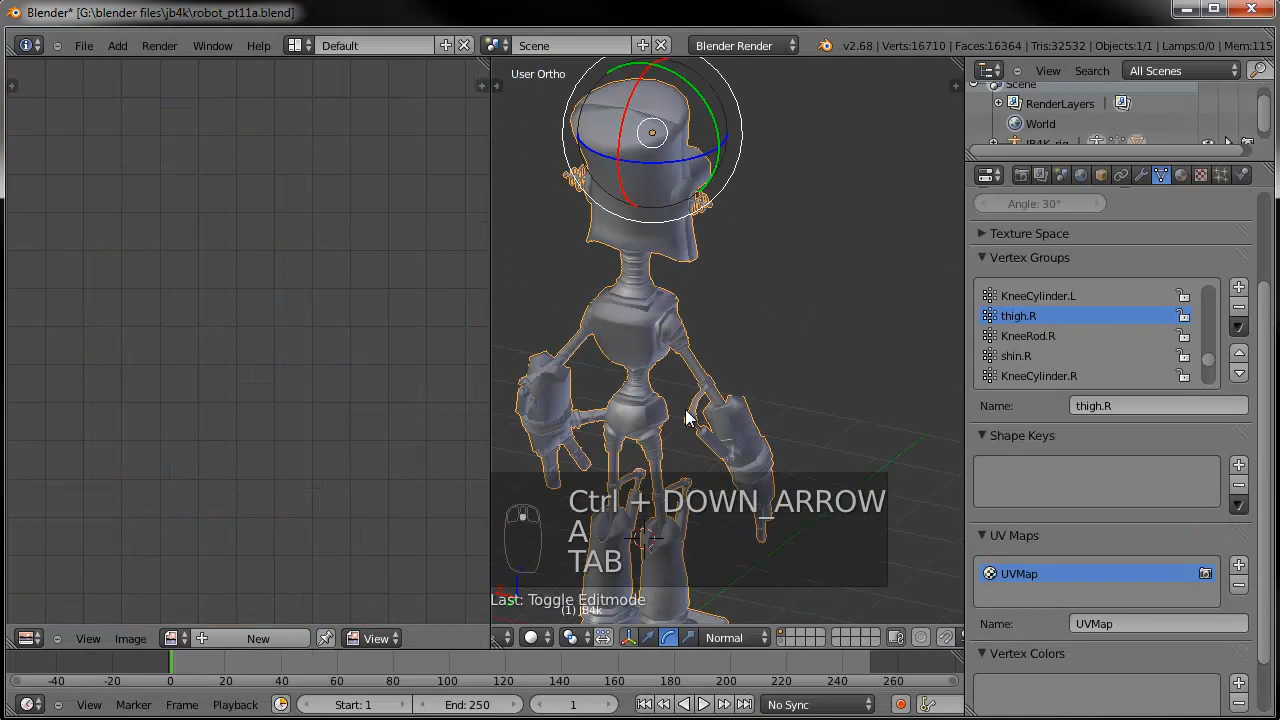 Blender* [G:\blender files\jb4k\robot_pt11a.blend]
File Add Render Window Help Default Scene Blender Render v2.68 | Verts:16710 | Faces:16364 | Tris:32532 | Objects:1/1 | Lamps:0/0 | Mem:115
User Ortho
View Search All Scenes
Scene
RenderLayers |
World
JB4K_rig
Angle: 30°
Texture Space
Vertex Groups
KneeCylinder.L
thigh.R
KneeRod.R
shin.R
KneeCylinder.R
Name: thigh.R
Shape Keys
Ctrl + DOWN_ARROW
A
TAB
UV Maps
UVMap
Last: Toggle Editmode
(1) JB4k
Name: UVMap
View Image New View Normal
Vertex Colors
-40 -20 0 20 40 60 80 100 120 140 160 180 200 220 240 260
View Marker Frame Playback Start: 1 End: 250 1 No Sync